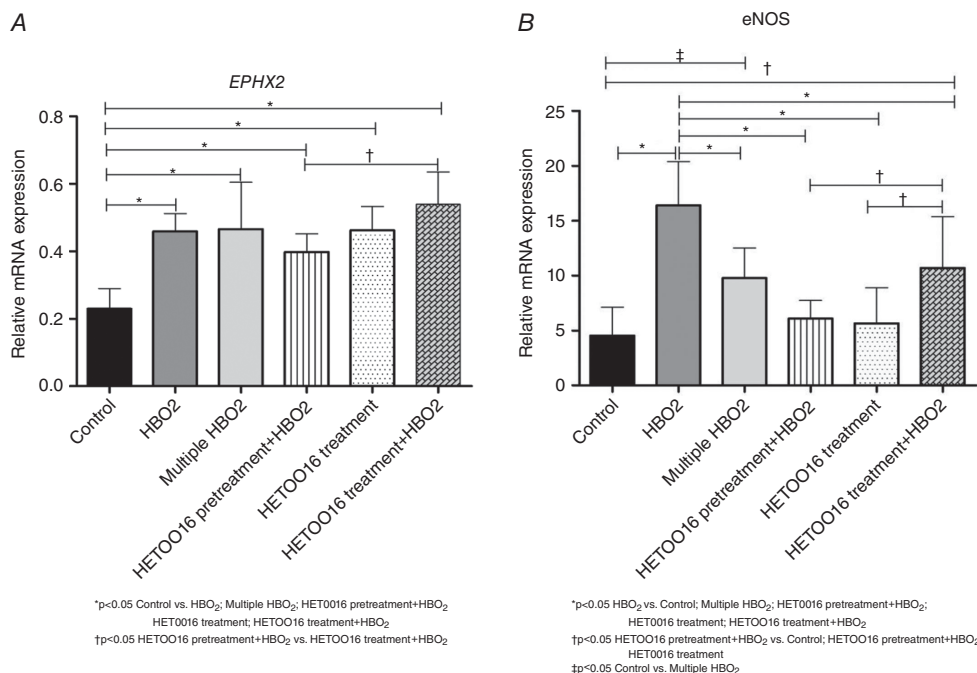 A
EPHX2
Relative mRNA expression
0.8
0.6
0.4
0.2
0.0
*
*
*
*
*
†
Control
HBO2
Multiple HBO2
HETOO16 pretreatment+HBO2
HETOO16 treatment
HETOO16 treatment+HBO2
*p<0.05 Control vs. HBO2; Multiple HBO2; HET0016 pretreatment+HBO2
HET0016 treatment; HETOO16 treatment+HBO2
†p<0.05 HETOO16 pretreatment+HBO2 vs. HETOO16 treatment+HBO2
B
eNOS
Relative mRNA expression
25
20
15
10
5
0
‡
†
*
*
*
*
*
†
†
Control
HBO2
Multiple HBO2
HETOO16 pretreatment+HBO2
HETOO16 treatment
HETOO16 treatment+HBO2
*p<0.05 HBO2 vs. Control; Multiple HBO2; HET0016 pretreatment+HBO2;
HET0016 treatment; HETOO16 treatment+HBO2
†p<0.05 HETOO16 pretreatment+HBO2 vs. Control; HETOO16 pretreatment+HBO2
HET0016 treatment
‡p<0.05 Control vs. Multiple HBO2